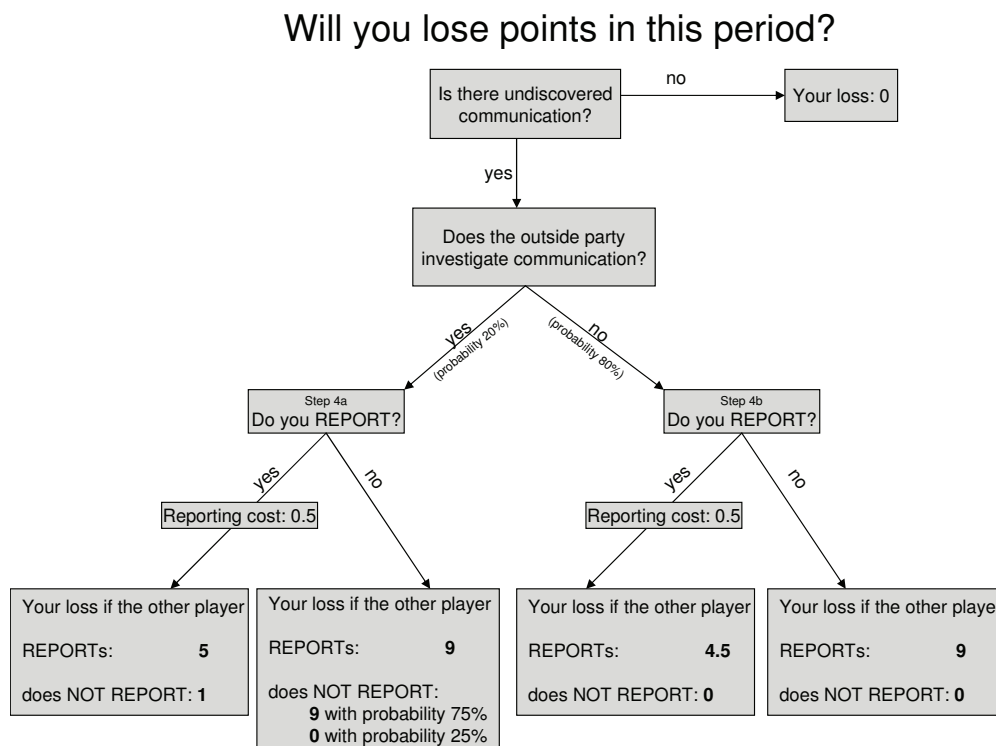 Will you lose points in this period?
Is there undiscovered
communication?
no
Your loss: 0
yes
Does the outside party
investigate communication?
yes
(probability 20%)
no
(probability 80%)
Step 4a
Do you REPORT?
Step 4b
Do you REPORT?
yes
no
yes
no
Reporting cost: 0.5
Reporting cost: 0.5
Your loss if the other player
REPORTs: 5
does NOT REPORT: 1
Your loss if the other player
REPORTs: 9
does NOT REPORT:
9 with probability 75%
0 with probability 25%
Your loss if the other player
REPORTs: 4.5
does NOT REPORT: 0
Your loss if the other player
REPORTs: 9
does NOT REPORT: 0